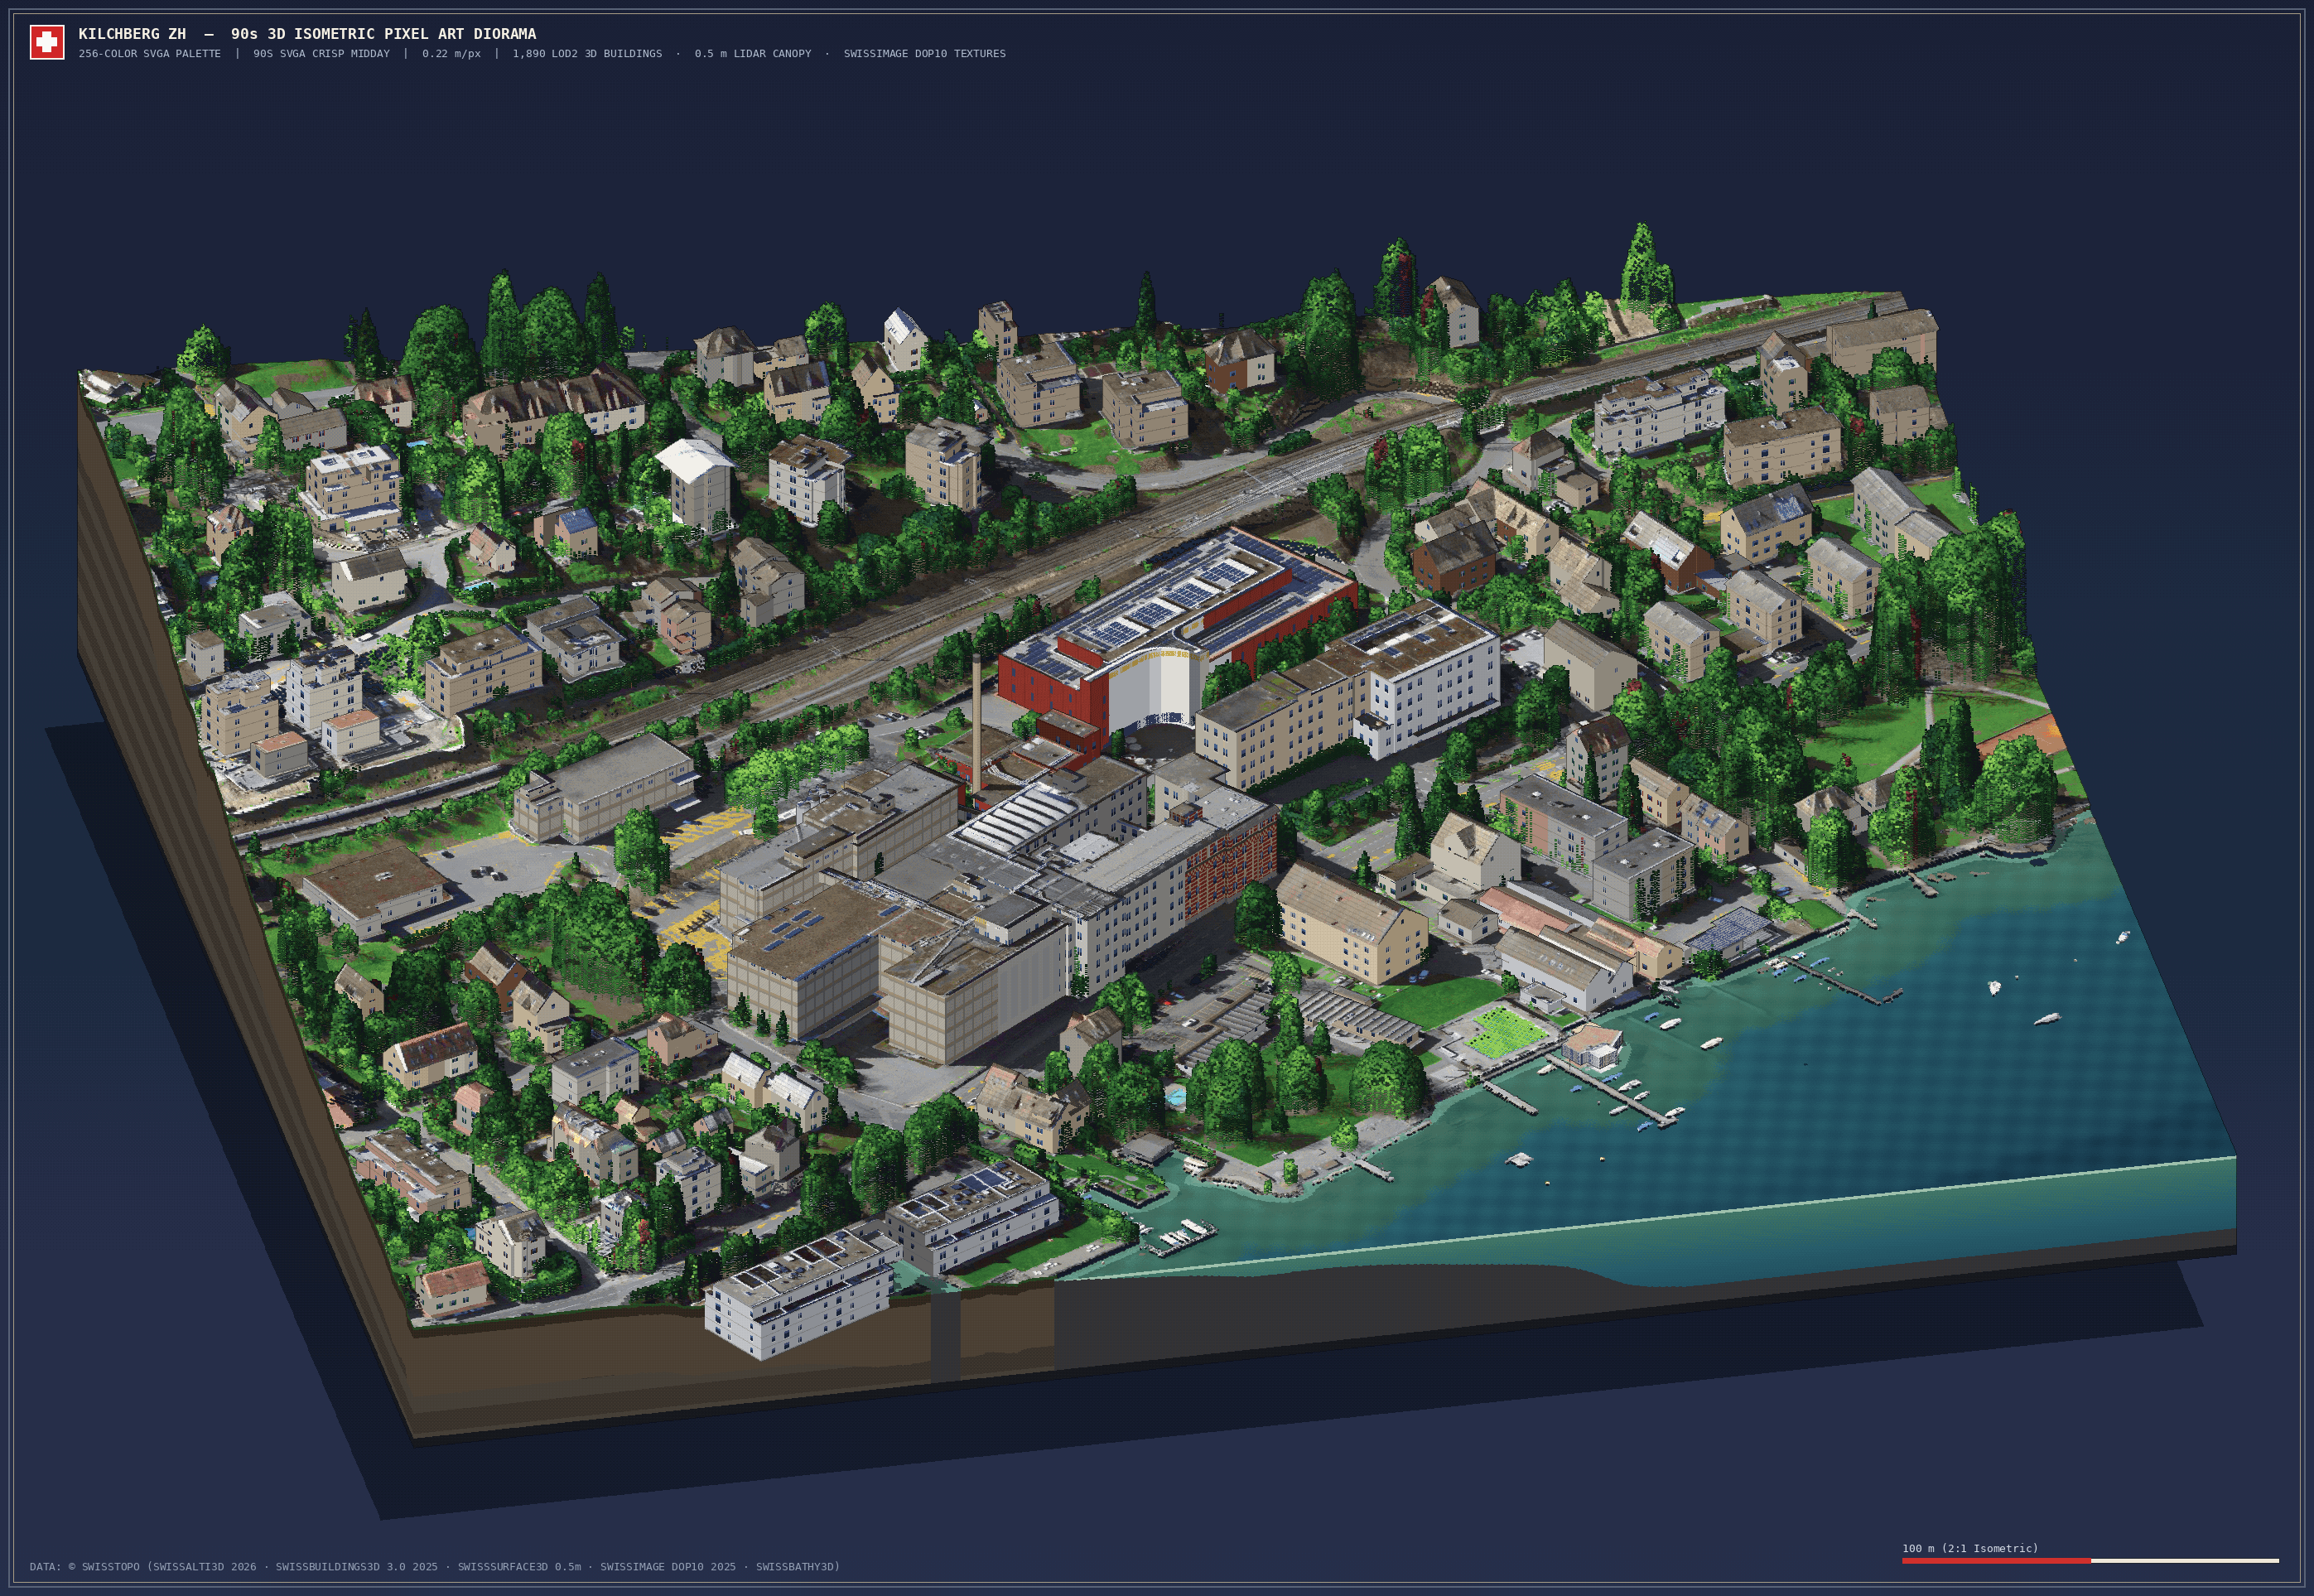 KILCHBERG ZH — 90s 3D ISOMETRIC PIXEL ART DIORAMA
256-COLOR SVGA PALETTE | 90S SVGA CRISP MIDDAY | 0.22 m/px | 1,890 LOD2 3D BUILDINGS · 0.5 m LIDAR CANOPY · SWISSIMAGE DOP10 TEXTURES
100 m (2:1 Isometric)
DATA: © SWISSTOPO (SWISSALTI3D 2026 · SWISSBUILDINGS3D 3.0 2025 · SWISSSURFACE3D 0.5m · SWISSIMAGE DOP10 2025 · SWISSBATHY3D)